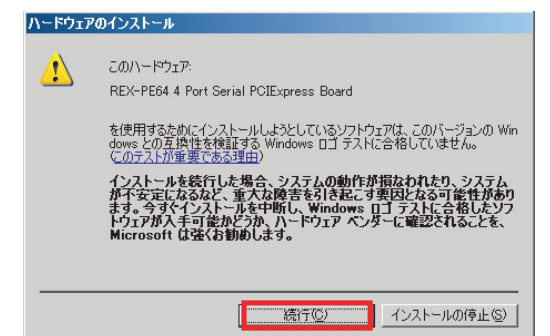 ハードウェアのインストール
このハードウェア:
REX-PE64 4 Port Serial PCIExpress Board
を使用するためにインストールしようとしているソフトウェアは、このバージョンの Win
dows との互換性を検証する Windows ロゴ テストに合格していません。
(このテストが重要である理由)
インストールを続行した場合、システムの動作が損なわれたり、システム
が不安定になるなど、重大な障害を引き起こす要因となる可能性があり
ます。今すぐインストールを中断し、Windows ロゴ テストに合格したソフ
トウェアが入手可能かどうか、ハードウェア ベンダーに確認されることを、
Microsoft は強くお勧めします。
続行(C)
インストールの停止(S)